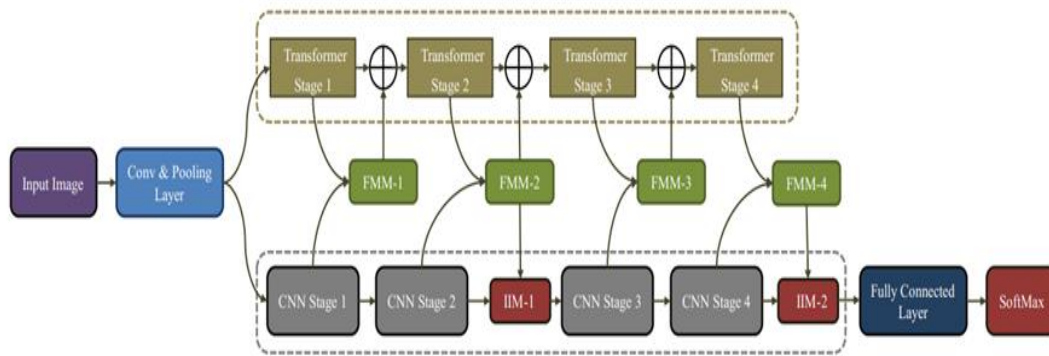 Transformer
Stage 1
Transformer
Stage 2
Transformer
Stage 3
Transformer
Stage 4
Input Image
Conv & Pooling
Layer
FMM-1
FMM-2
FMM-3
FMM-4
CNN Stage 1
CNN Stage 2
IIM-1
CNN Stage 3
CNN Stage 4
IIM-2
Fully Connected
Layer
SoftMax